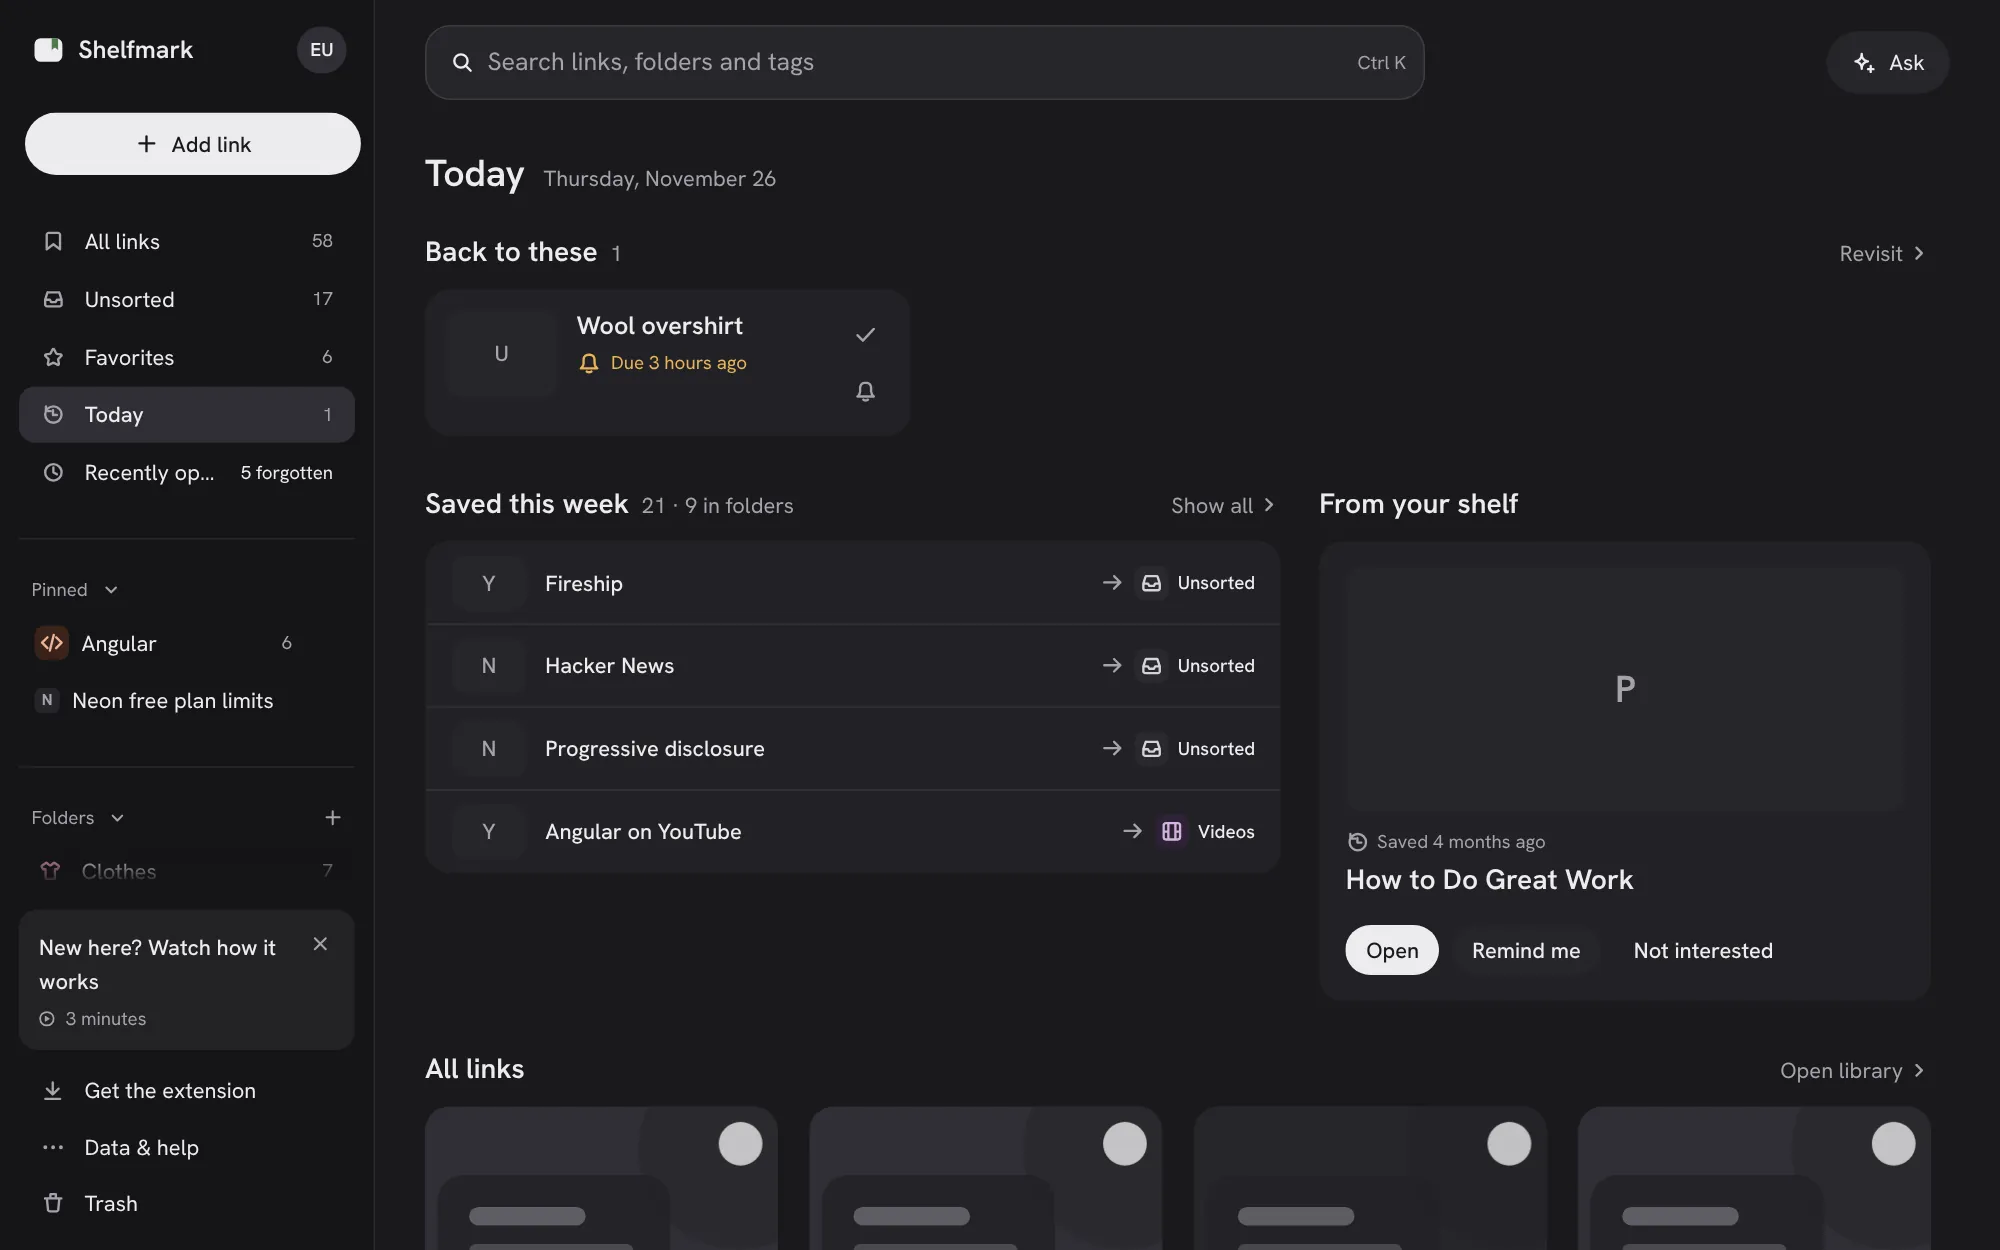 Shelfmark
EU
Add link
All links 58
Unsorted 17
Favorites 6
Today 1
Recently op... 5 forgotten
Pinned
Angular 6
N Neon free plan limits
Folders
Clothes 7
New here? Watch how it
works
3 minutes
Get the extension
Data & help
Trash
Search links, folders and tags Ctrl K
Ask
Today Thursday, November 26
Back to these 1
Revisit
U
Wool overshirt
Due 3 hours ago
Saved this week 21 · 9 in folders
Show all
Y Fireship → Unsorted
N Hacker News → Unsorted
N Progressive disclosure → Unsorted
Y Angular on YouTube → Videos
From your shelf
P
Saved 4 months ago
How to Do Great Work
Open Remind me Not interested
All links
Open library